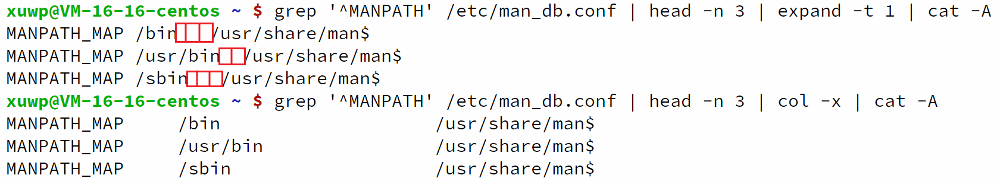 xuwp@VM-16-16-centos ~ $ grep '^MANPATH' /etc/man_db.conf | head -n 3 | expand -t 1 | cat -A
MANPATH_MAP /bin   /usr/share/man$
MANPATH_MAP /usr/bin  /usr/share/man$
MANPATH_MAP /sbin   /usr/share/man$
xuwp@VM-16-16-centos ~ $ grep '^MANPATH' /etc/man_db.conf | head -n 3 | col -x | cat -A
MANPATH_MAP     /bin                    /usr/share/man$
MANPATH_MAP     /usr/bin                /usr/share/man$
MANPATH_MAP     /sbin                   /usr/share/man$